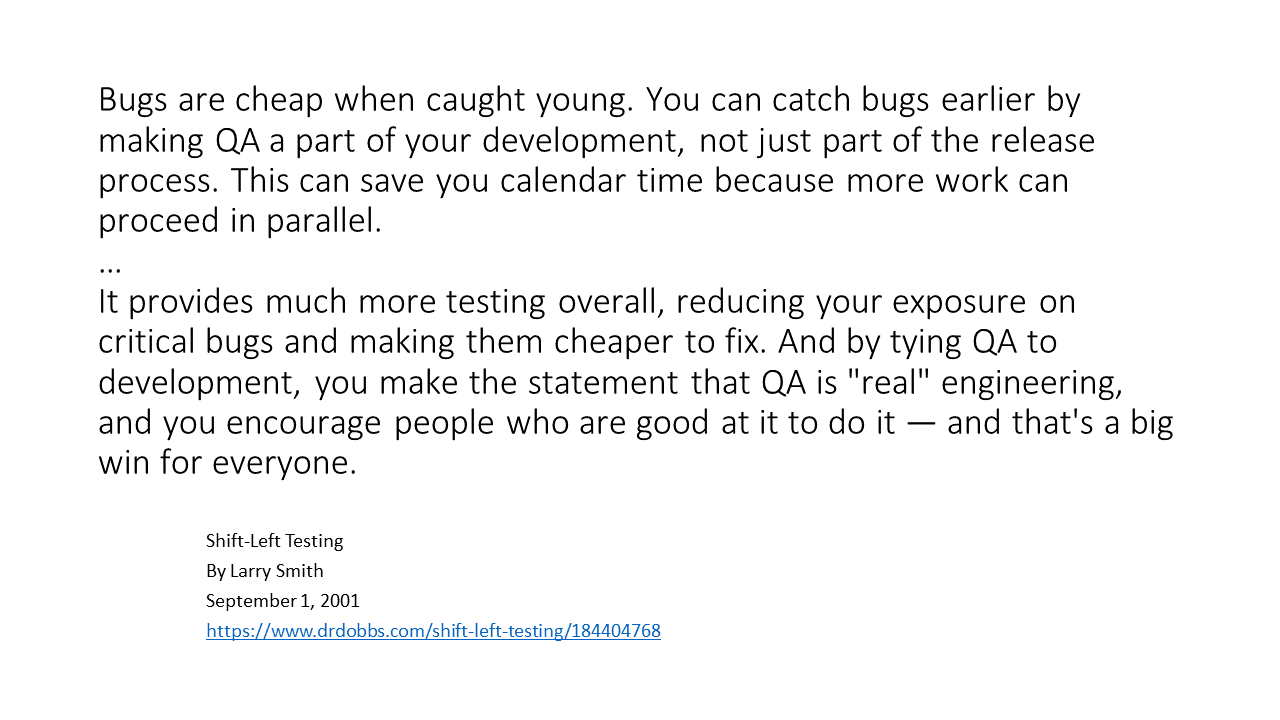 Bugs are cheap when caught young. You can catch bugs earlier by
making QA a part of your development, not just part of the release
process. This can save you calendar time because more work can
proceed in parallel.
...
It provides much more testing overall, reducing your exposure on
critical bugs and making them cheaper to fix. And by tying QA to
development, you make the statement that QA is "real" engineering,
and you encourage people who are good at it to do it — and that's a big
win for everyone.
Shift-Left Testing
By Larry Smith
September 1, 2001
https://www.drdobbs.com/shift-left-testing/184404768